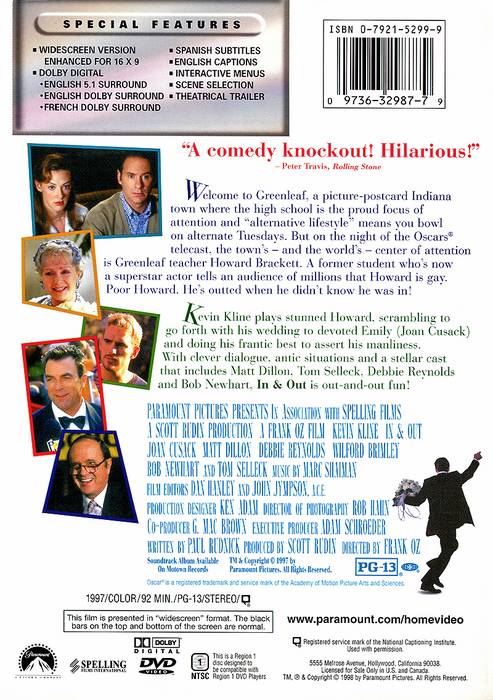 SPECIAL FEATURES
▪ WIDESCREEN VERSION
ENHANCED FOR 16 X 9
▪ DOLBY DIGITAL
•ENGLISH 5.1 SURROUND
•ENGLISH DOLBY SURROUND
•FRENCH DOLBY SURROUND
▪ SPANISH SUBTITLES
▪ ENGLISH CAPTIONS
▪ INTERACTIVE MENUS
▪ SCENE SELECTION
▪ THEATRICAL TRAILER
ISBN 0-7921-5299-9
0 9736-32987-7 9
“A comedy knockout! Hilarious!”
– Peter Travis, Rolling Stone
Welcome to Greenleaf, a picture-postcard Indiana
town where the high school is the proud focus of
attention and “alternative lifestyle” means you bowl
on alternate Tuesdays. But on the night of the Oscars®
telecast, the town's – and the world's – center of attention
is Greenleaf teacher Howard Brackett. A former student who's now
a superstar actor tells an audience of millions that Howard is gay.
Poor Howard. He's outted when he didn't know he was in!
Kevin Kline plays stunned Howard, scrambling to
go forth with his wedding to devoted Emily (Joan Cusack)
and doing his frantic best to assert his manliness.
With clever dialogue, antic situations and a stellar cast
that includes Matt Dillon, Tom Selleck, Debbie Reynolds
and Bob Newhart, In & Out is out-and-out fun!
PARAMOUNT PICTURES PRESENTS IN ASSOCIATION WITH SPELLING FILMS
A SCOTT RUDIN PRODUCTION A FRANK OZ FILM KEVIN KLINE IN & OUT
JOAN CUSACK MATT DILLON DEBBIE REYNOLDS WILFORD BRIMLEY
BOB NEWHART AND TOM SELLECK MUSIC BY MARC SHAIMAN
FILM EDITORS DAN HANLEY AND JOHN JYMPSON, A.C.E.
PRODUCTION DESIGNER KEN ADAM DIRECTOR OF PHOTOGRAPHY ROB HAHN
CO-PRODUCER G. MAC BROWN EXECUTIVE PRODUCER ADAM SCHROEDER
WRITTEN BY PAUL RUDNICK PRODUCED BY SCOTT RUDIN DIRECTED BY FRANK OZ
Soundtrack Album Available
On Motown Records
TM & Copyright © 1997 by
Paramount Pictures. All Rights Reserved.
PG-13
Oscar® is a registered trademark and service mark of the Academy of Motion Picture Arts and Sciences.
1997/COLOR/92 MIN./PG-13/STEREO/
This film is presented in "widescreen" format. The black
bars on the top and bottom of the screen are normal.
www.paramount.com/homevideo
Paramount
SPELLING
FILMS INTERNATIONAL
DOLBY
DIGITAL
DVD
VIDEO
1
NTSC
This is a Region 1
disc designed to
be compatible with
Region 1 DVD Players
Registered service mark of the National Captioning Institute.
Used with permission.
5555 Melrose Avenue, Hollywood, California 90038.
Licensed for Sale Only in U.S. and Canada.
TM, ® & Copyright © 1998 by Paramount Pictures. All Rights Reserved.